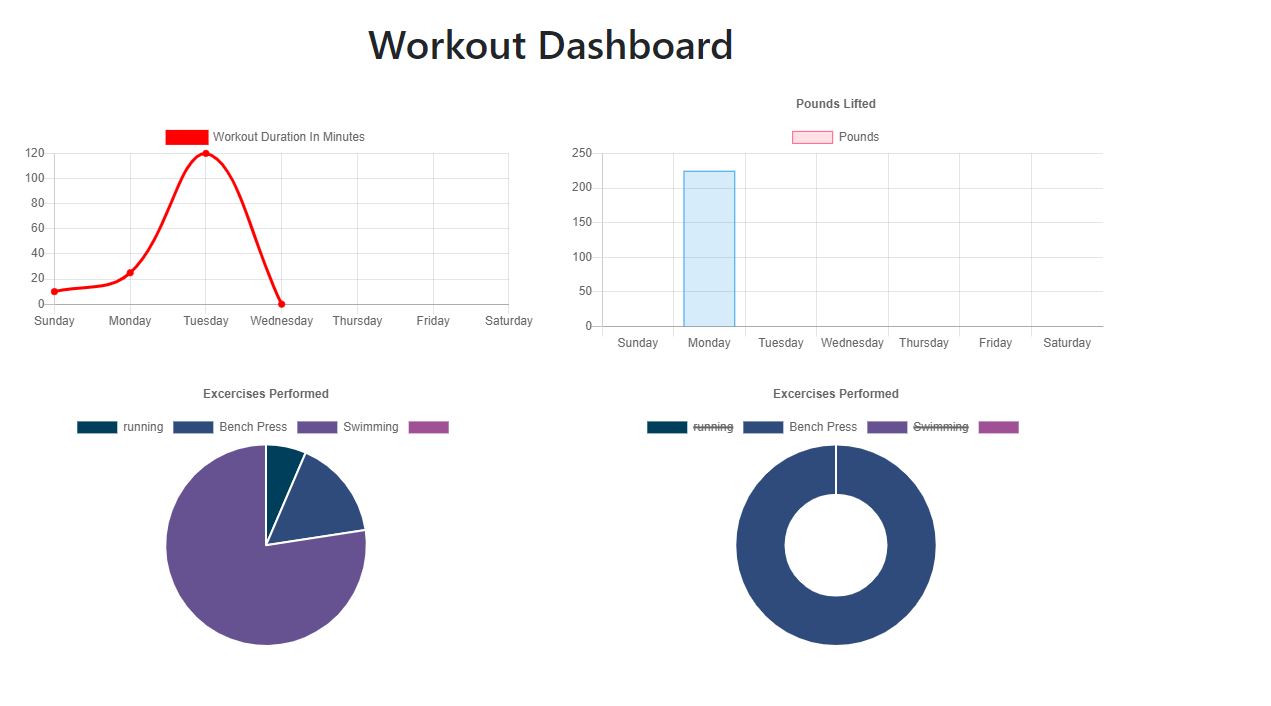 Workout Dashboard
Workout Duration In Minutes
120
100
80
60
40
20
0
Sunday Monday Tuesday Wednesday Thursday Friday Saturday
Pounds Lifted
Pounds
250
200
150
100
50
0
Sunday Monday Tuesday Wednesday Thursday Friday Saturday
Excercises Performed
running Bench Press Swimming
Excercises Performed
running Bench Press Swimming